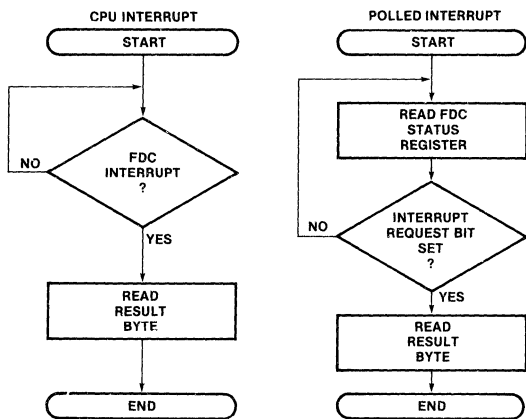 CPU INTERRUPT
START
FDC
INTERRUPT
?
NO
YES
READ
RESULT
BYTE
END
POLLED INTERRUPT
START
READ FDC
STATUS
REGISTER
INTERRUPT
REQUEST BIT
SET
?
NO
YES
READ
RESULT
BYTE
END